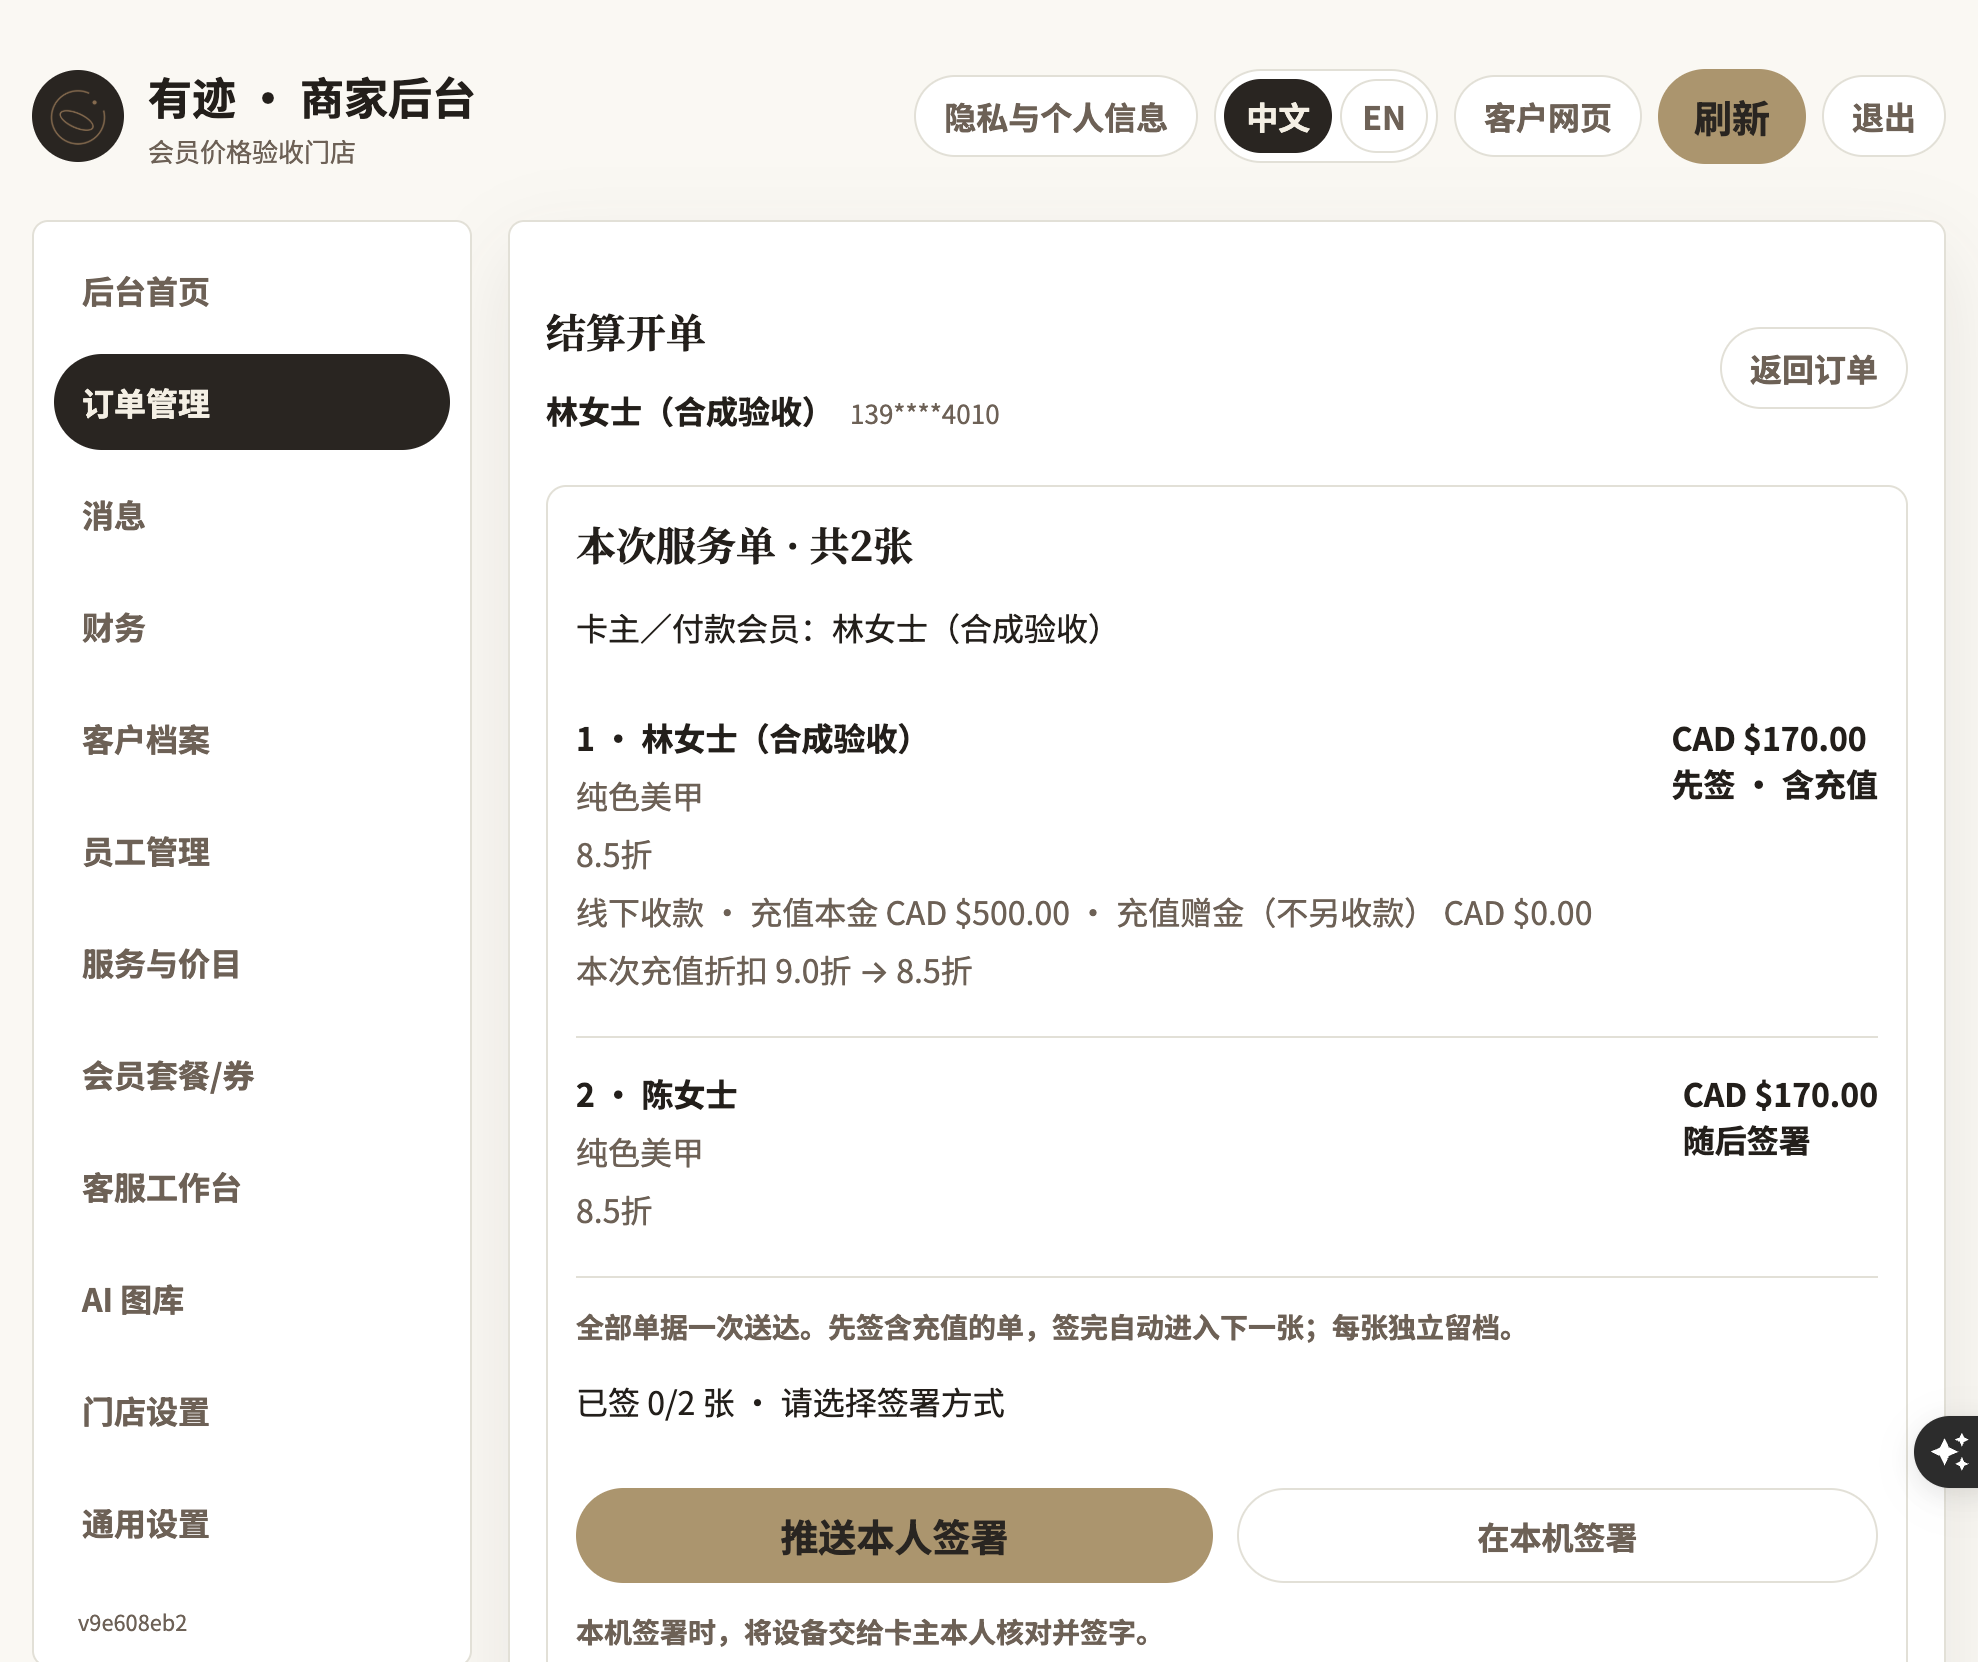 有迹 · 商家后台
会员价格验收门店
隐私与个人信息
中文
EN
客户网页
刷新
退出
后台首页
订单管理
消息
财务
客户档案
员工管理
服务与价目
会员套餐/券
客服工作台
AI 图库
门店设置
通用设置
v9e608eb2
结算开单
林女士（合成验收） 139****4010
返回订单
本次服务单 · 共2张
卡主／付款会员：林女士（合成验收）
1 · 林女士（合成验收）
CAD $170.00
先签 · 含充值
纯色美甲
8.5折
线下收款 · 充值本金 CAD $500.00 · 充值赠金（不另收款） CAD $0.00
本次充值折扣 9.0折 → 8.5折
2 · 陈女士
CAD $170.00
随后签署
纯色美甲
8.5折
全部单据一次送达。先签含充值的单，签完自动进入下一张；每张独立留档。
已签 0/2 张 · 请选择签署方式
推送本人签署
在本机签署
本机签署时，将设备交给卡主本人核对并签字。